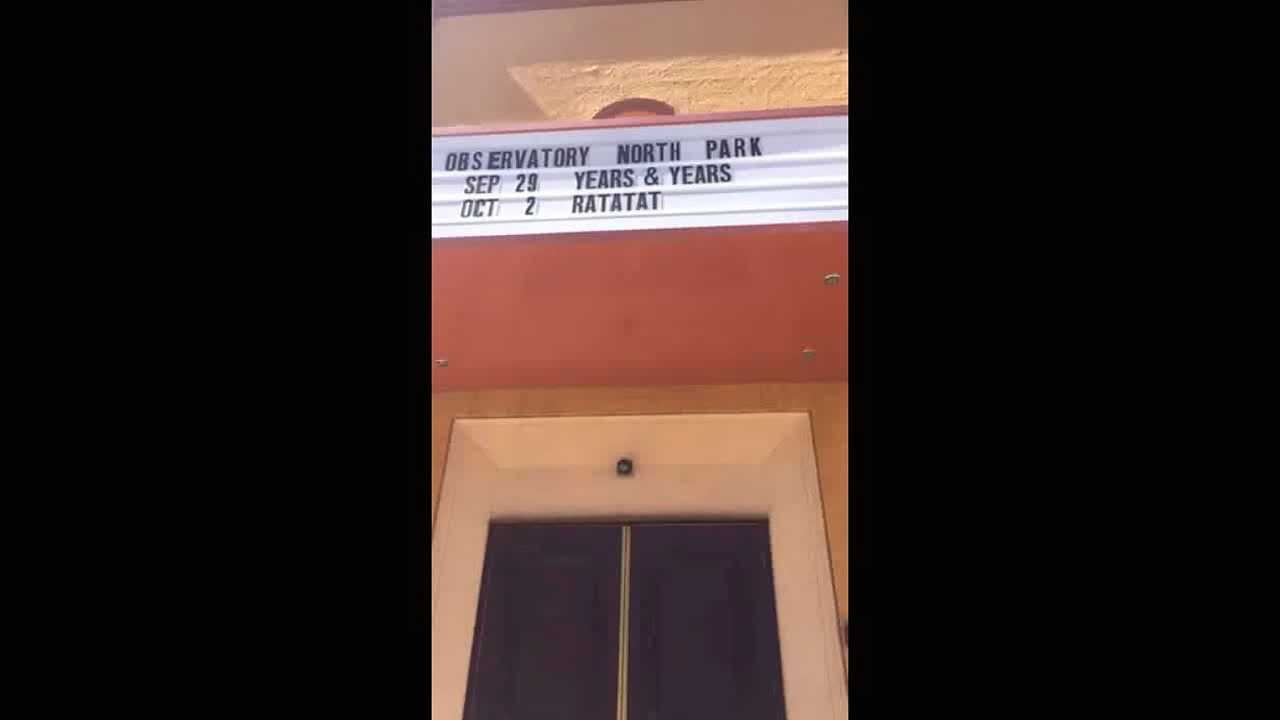 OBSERVATORY NORTH PARK
SEP 29 YEARS & YEARS
OCT 2 RATATAT